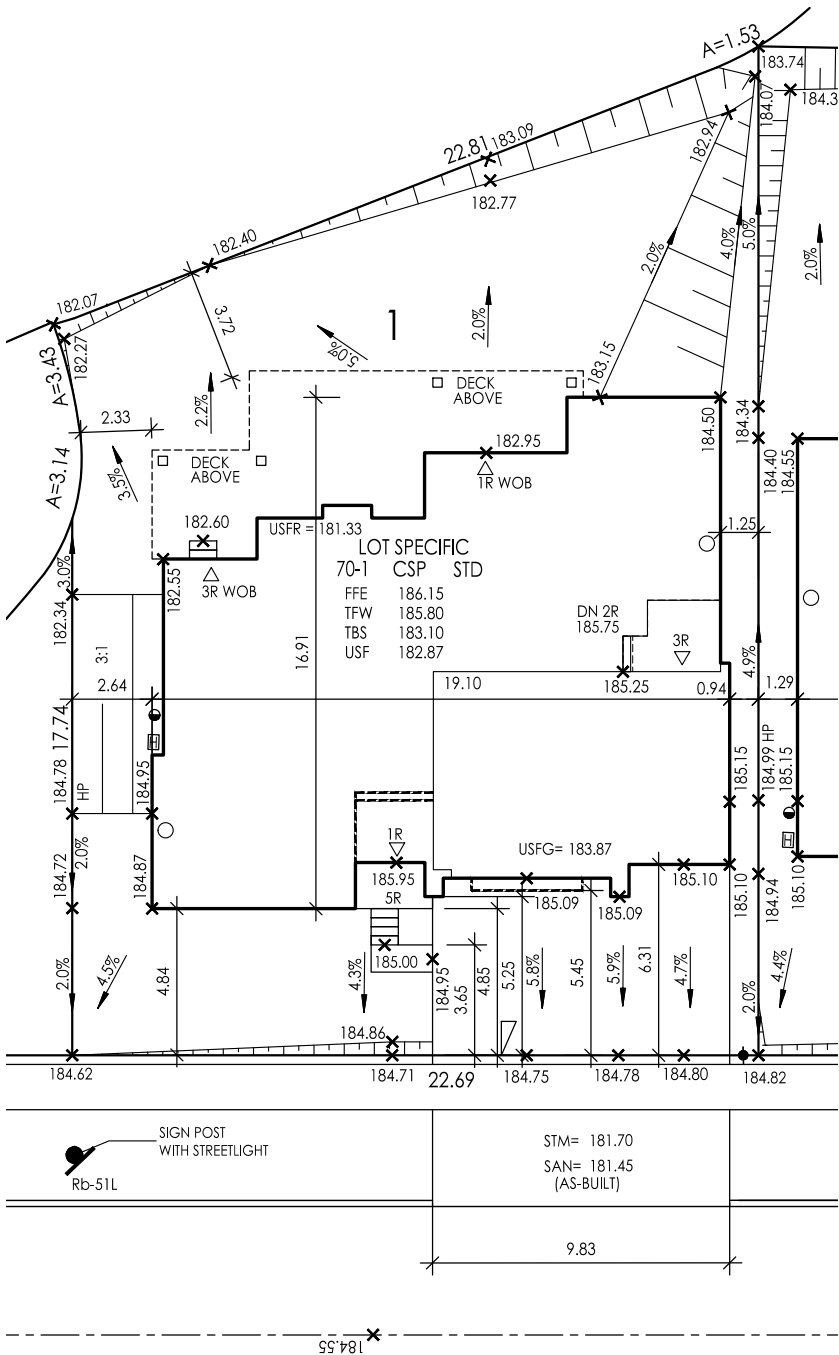 A=1.53
183.74
184.07
184.3
22.81
183.09
182.94
182.77
182.40
2.0%
4.0%
5.0%
2.0%
182.07
3.72
1
182.27
5.0%
2.0%
A=3.43
2.2%
DECK
ABOVE
183.15
2.33
184.50
184.34
182.95
A=3.14
3.5%
DECK
ABOVE
1R WOB
184.40
184.55
182.60
USFR = 181.33
1.25
LOT SPECIFIC
70-1 CSP STD
3.0%
182.55
3R WOB
FFE 186.15
TFW 185.80
TBS 183.10
USF 182.87
182.34
DN 2R
185.75
3:1
16.91
3R
4.9%
2.64
19.10
185.25
0.94
1.29
17.74
H
184.78
HP
184.95
185.15
184.99 HP
185.15
H
2.0%
1R
USFG= 183.87
184.72
184.87
185.95
185.10
185.10
184.94
185.10
5R
185.09
185.09
2.0%
4.5%
4.84
4.3%
185.00
184.95
3.65
4.85
5.25
5.8%
5.45
5.9%
6.31
4.7%
2.0%
4.4%
184.86
184.62
184.71
22.69
184.75
184.78
184.80
184.82
SIGN POST
WITH STREETLIGHT
Rb-51L
STM= 181.70
SAN= 181.45
(AS-BUILT)
9.83
184.55